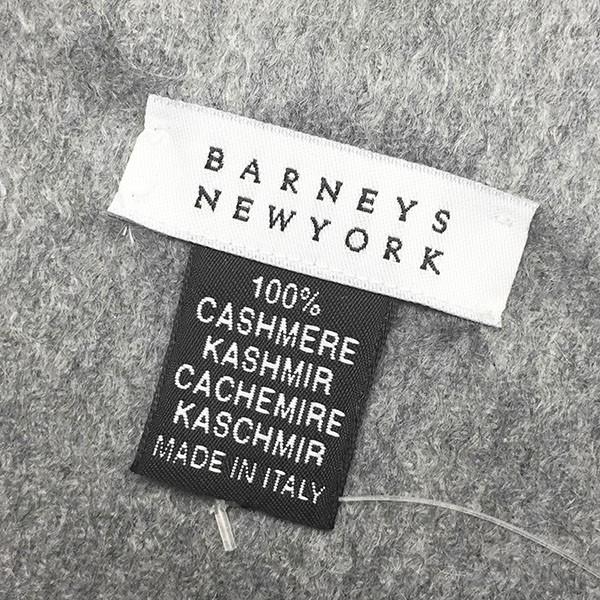 BARNEYS
NEWYORK
100%
CASHMERE
KASHMIR
CACHEMIRE
KASCHMIR
MADE IN ITALY